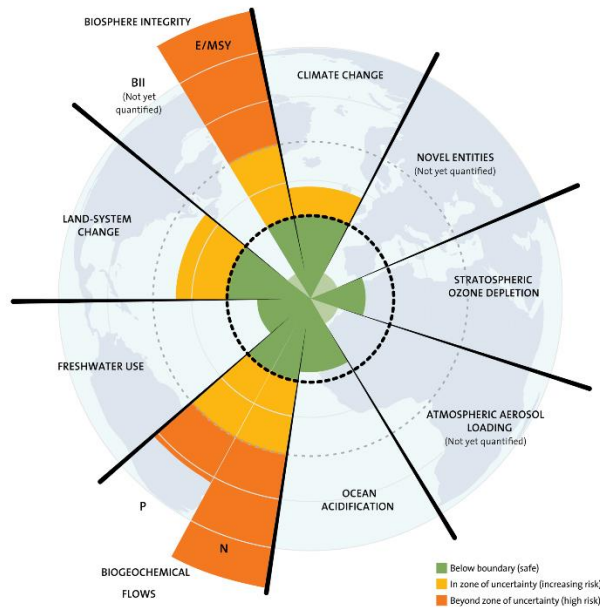 BIOSPHERE INTEGRITY
E/MSY
BII
(Not yet
quantified)
CLIMATE CHANGE
NOVEL ENTITIES
(Not yet quantified)
LAND-SYSTEM
CHANGE
STRATOSPHERIC
OZONE DEPLETION
FRESHWATER USE
ATMOSPHERIC AEROSOL
LOADING
(Not yet quantified)
OCEAN
ACIDIFICATION
P
N
BIOGEOCHEMICAL
FLOWS
Below boundary (safe)
In zone of uncertainty (increasing risk)
Beyond zone of uncertainty (high risk)